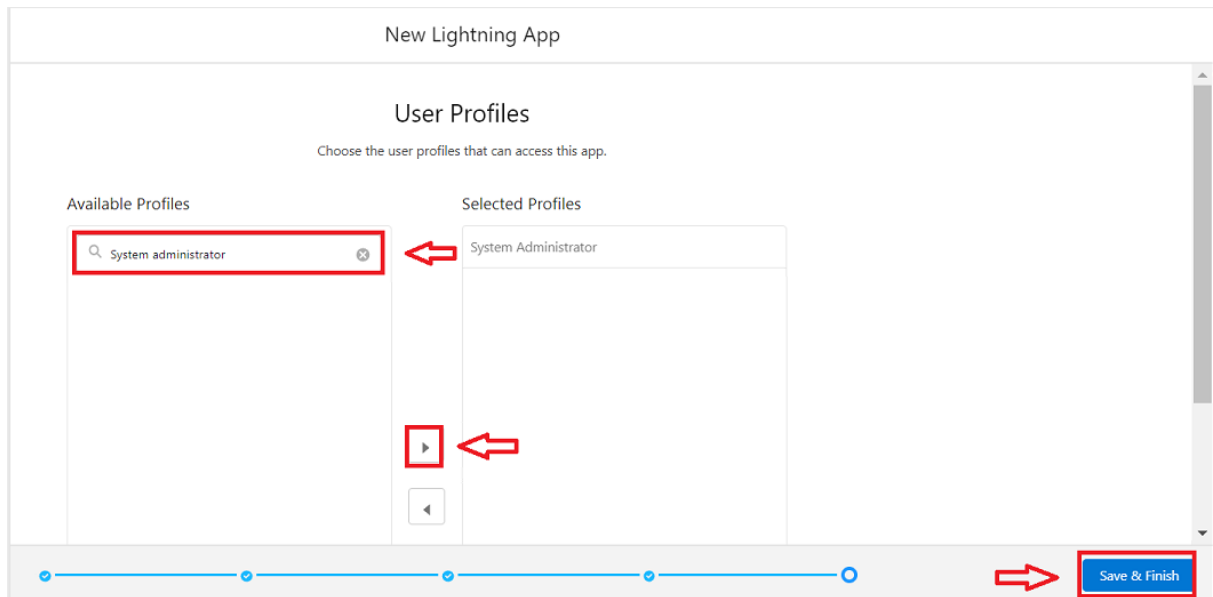 New Lightning App
User Profiles
Choose the user profiles that can access this app.
Available Profiles
Selected Profiles
System administrator
System Administrator
Save & Finish